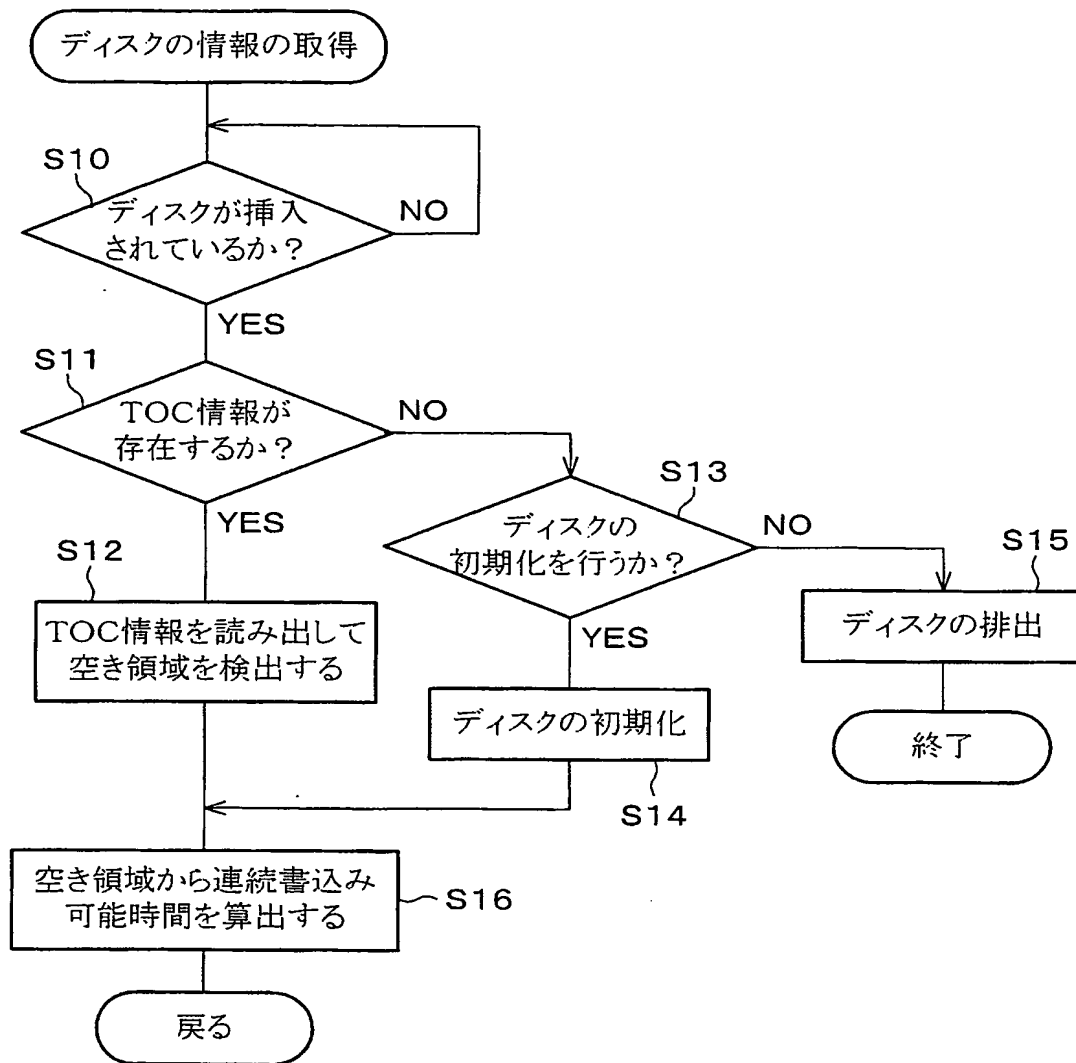 ディスクの情報の取得
S10
ディスクが挿入
されているか？
NO
YES
S11
TOC情報が
存在するか？
NO
YES
S13
ディスクの
初期化を行うか？
NO
YES
S12
TOC情報を読み出して
空き領域を検出する
S15
ディスクの排出
ディスクの初期化
S14
終了
空き領域から連続書込み
可能時間を算出する
S16
戻る